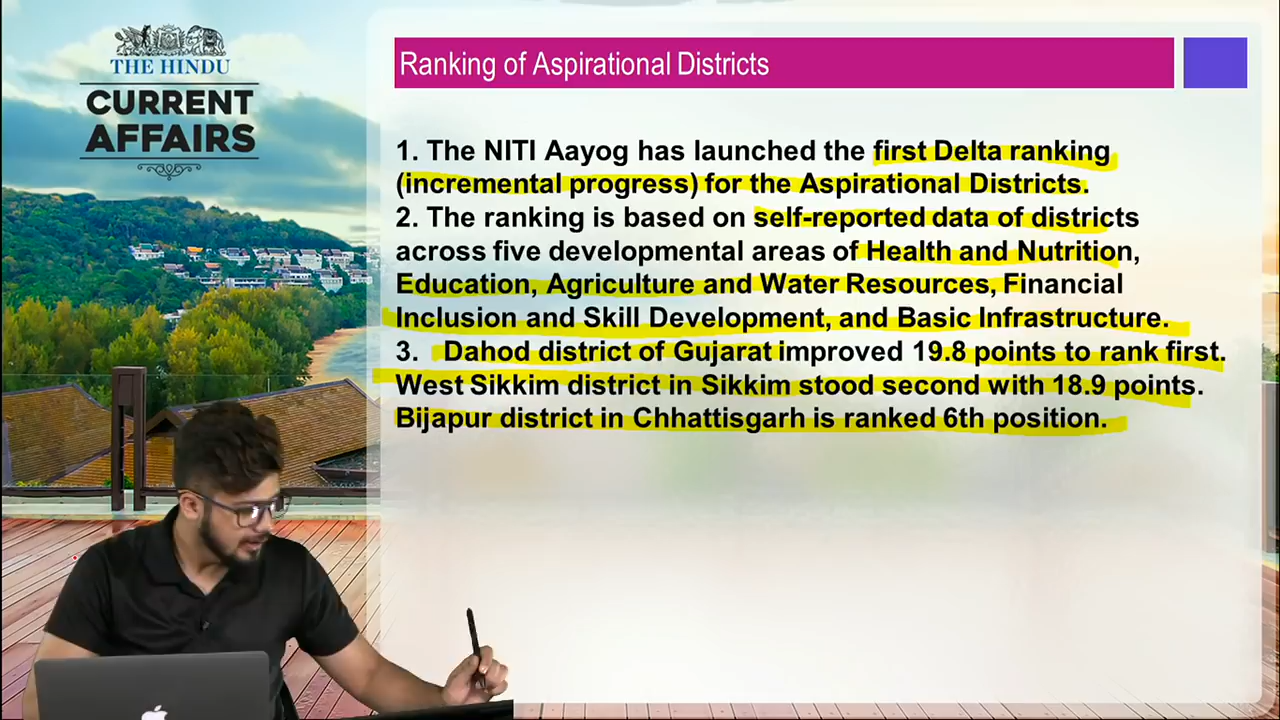 THE HINDU
CURRENT
AFFAIRS
Ranking of Aspirational Districts
1. The NITI Aayog has launched the first Delta ranking
(incremental progress) for the Aspirational Districts.
2. The ranking is based on self-reported data of districts
across five developmental areas of Health and Nutrition,
Education, Agriculture and Water Resources, Financial
Inclusion and Skill Development, and Basic Infrastructure.
3. Dahod district of Gujarat improved 19.8 points to rank first.
West Sikkim district in Sikkim stood second with 18.9 points.
Bijapur district in Chhattisgarh is ranked 6th position.